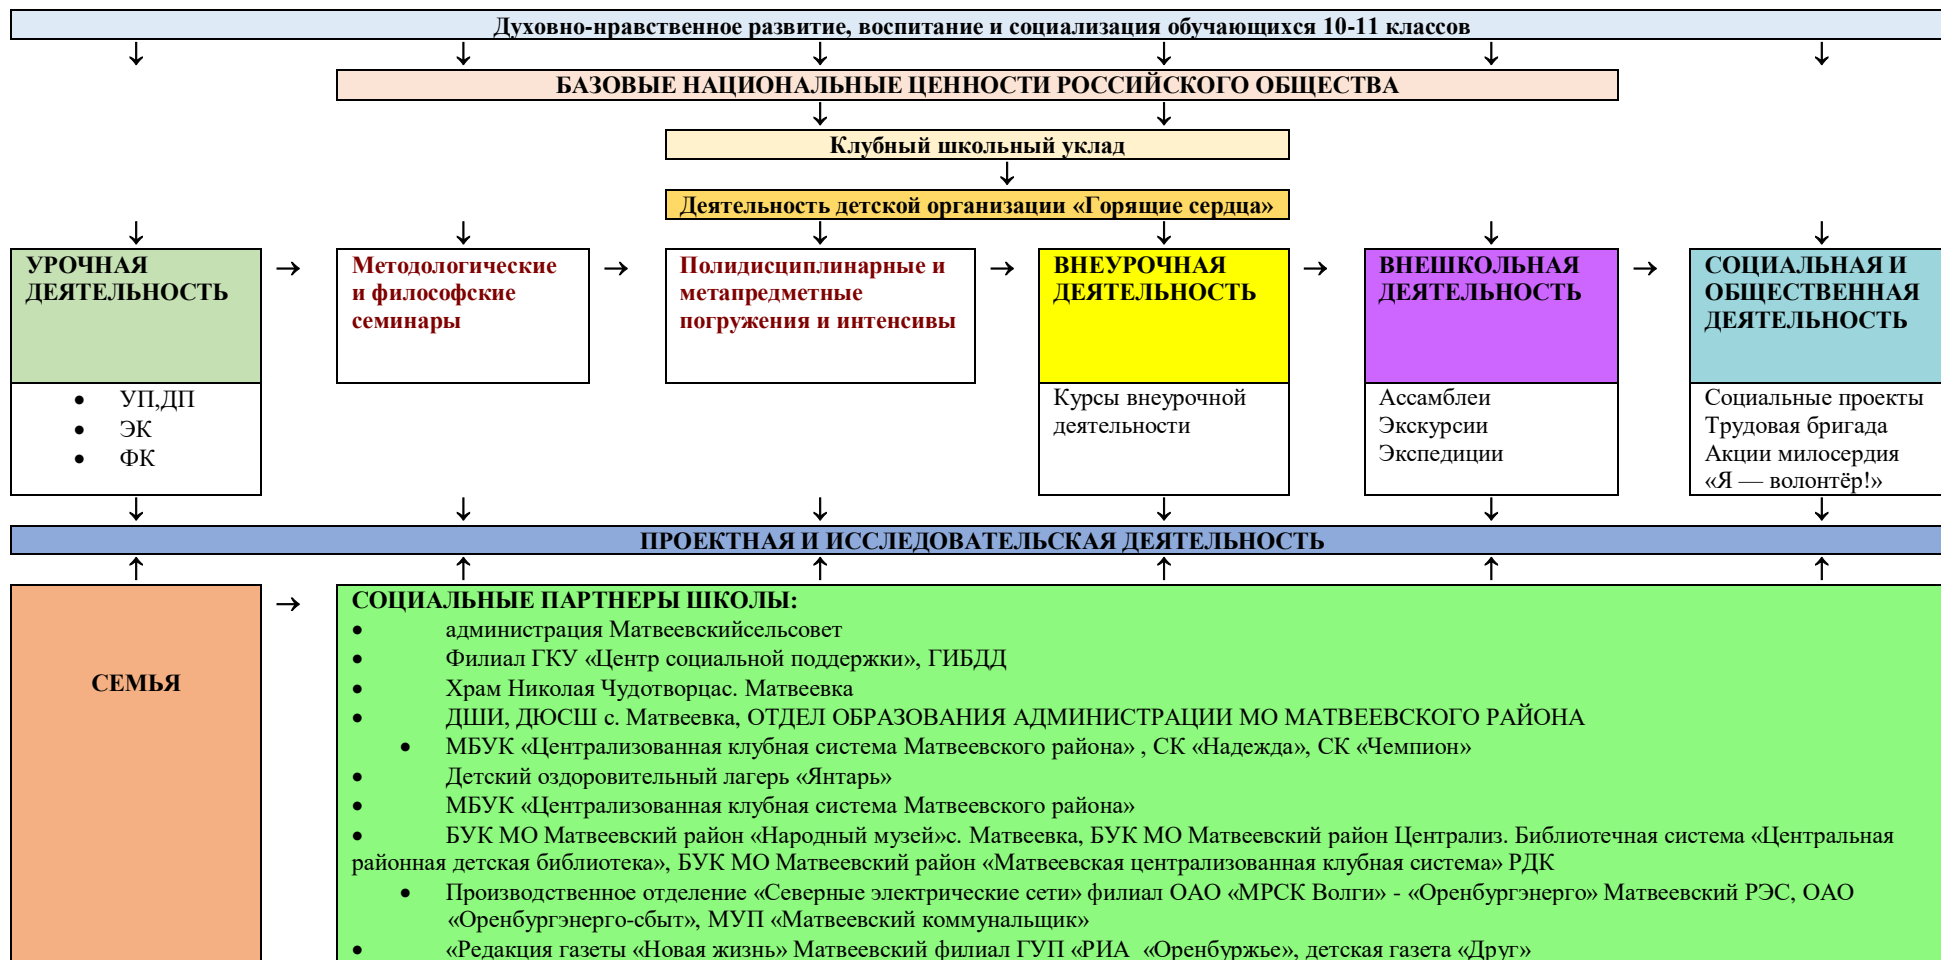 Духовно-нравственное развитие, воспитание и социализация обучающихся 10-11 классов
↓ ↓ ↓ ↓ ↓ ↓
БАЗОВЫЕ НАЦИОНАЛЬНЫЕ ЦЕННОСТИ РОССИЙСКОГО ОБЩЕСТВА
↓ ↓
Клубный школьный уклад
↓
Деятельность детской организации «Горящие сердца»
↓ ↓ ↓ ↓ ↓ ↓
УРОЧНАЯ
ДЕЯТЕЛЬНОСТЬ
→
Методологические
и философские
семинары
→
Полидисциплинарные и
метапредметные
погружения и интенсивы
→
ВНЕУРОЧНАЯ
ДЕЯТЕЛЬНОСТЬ
→
ВНЕШКОЛЬНАЯ
ДЕЯТЕЛЬНОСТЬ
→
СОЦИАЛЬНАЯ И
ОБЩЕСТВЕННАЯ
ДЕЯТЕЛЬНОСТЬ
• УП,ДП
• ЭК
• ФК
Курсы внеурочной
деятельности
Ассамблеи
Экскурсии
Экспедиции
Социальные проекты
Трудовая бригада
Акции милосердия
«Я — волонтёр!»
↓ ↓ ↓ ↓ ↓ ↓
ПРОЕКТНАЯ И ИССЛЕДОВАТЕЛЬСКАЯ ДЕЯТЕЛЬНОСТЬ
↑ ↑ ↑ ↑ ↑ ↑
СЕМЬЯ
→
СОЦИАЛЬНЫЕ ПАРТНЕРЫ ШКОЛЫ:
• администрация Матвеевскийсельсовет
• Филиал ГКУ «Центр социальной поддержки», ГИБДД
• Храм Николая Чудотворцас. Матвеевка
• ДШИ, ДЮСШ с. Матвеевка, ОТДЕЛ ОБРАЗОВАНИЯ АДМИНИСТРАЦИИ МО МАТВЕЕВСКОГО РАЙОНА
• МБУК «Централизованная клубная система Матвеевского района» , СК «Надежда», СК «Чемпион»
• Детский оздоровительный лагерь «Янтарь»
• МБУК «Централизованная клубная система Матвеевского района»
• БУК МО Матвеевский район «Народный музей»с. Матвеевка, БУК МО Матвеевский район Централиз. Библиотечная система «Центральная
районная детская библиотека», БУК МО Матвеевский район «Матвеевская централизованная клубная система» РДК
• Производственное отделение «Северные электрические сети» филиал ОАО «МРСК Волги» - «Оренбургэнерго» Матвеевский РЭС, ОАО
«Оренбургэнерго-сбыт», МУП «Матвеевский коммунальщик»
• «Редакция газеты «Новая жизнь» Матвеевский филиал ГУП «РИА «Оренбуржье», детская газета «Друг»